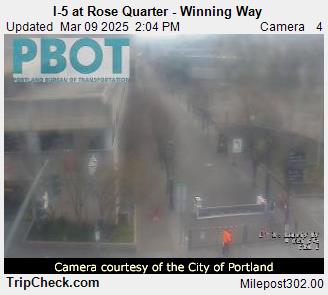 I-5 at Rose Quarter - Winning Way
Updated Mar 09 2025 2:04 PM Camera 4
PBOT
PORTLAND BUREAU OF TRANSPORTATION
Camera courtesy of the City of Portland
TripCheck.com Milepost302.00